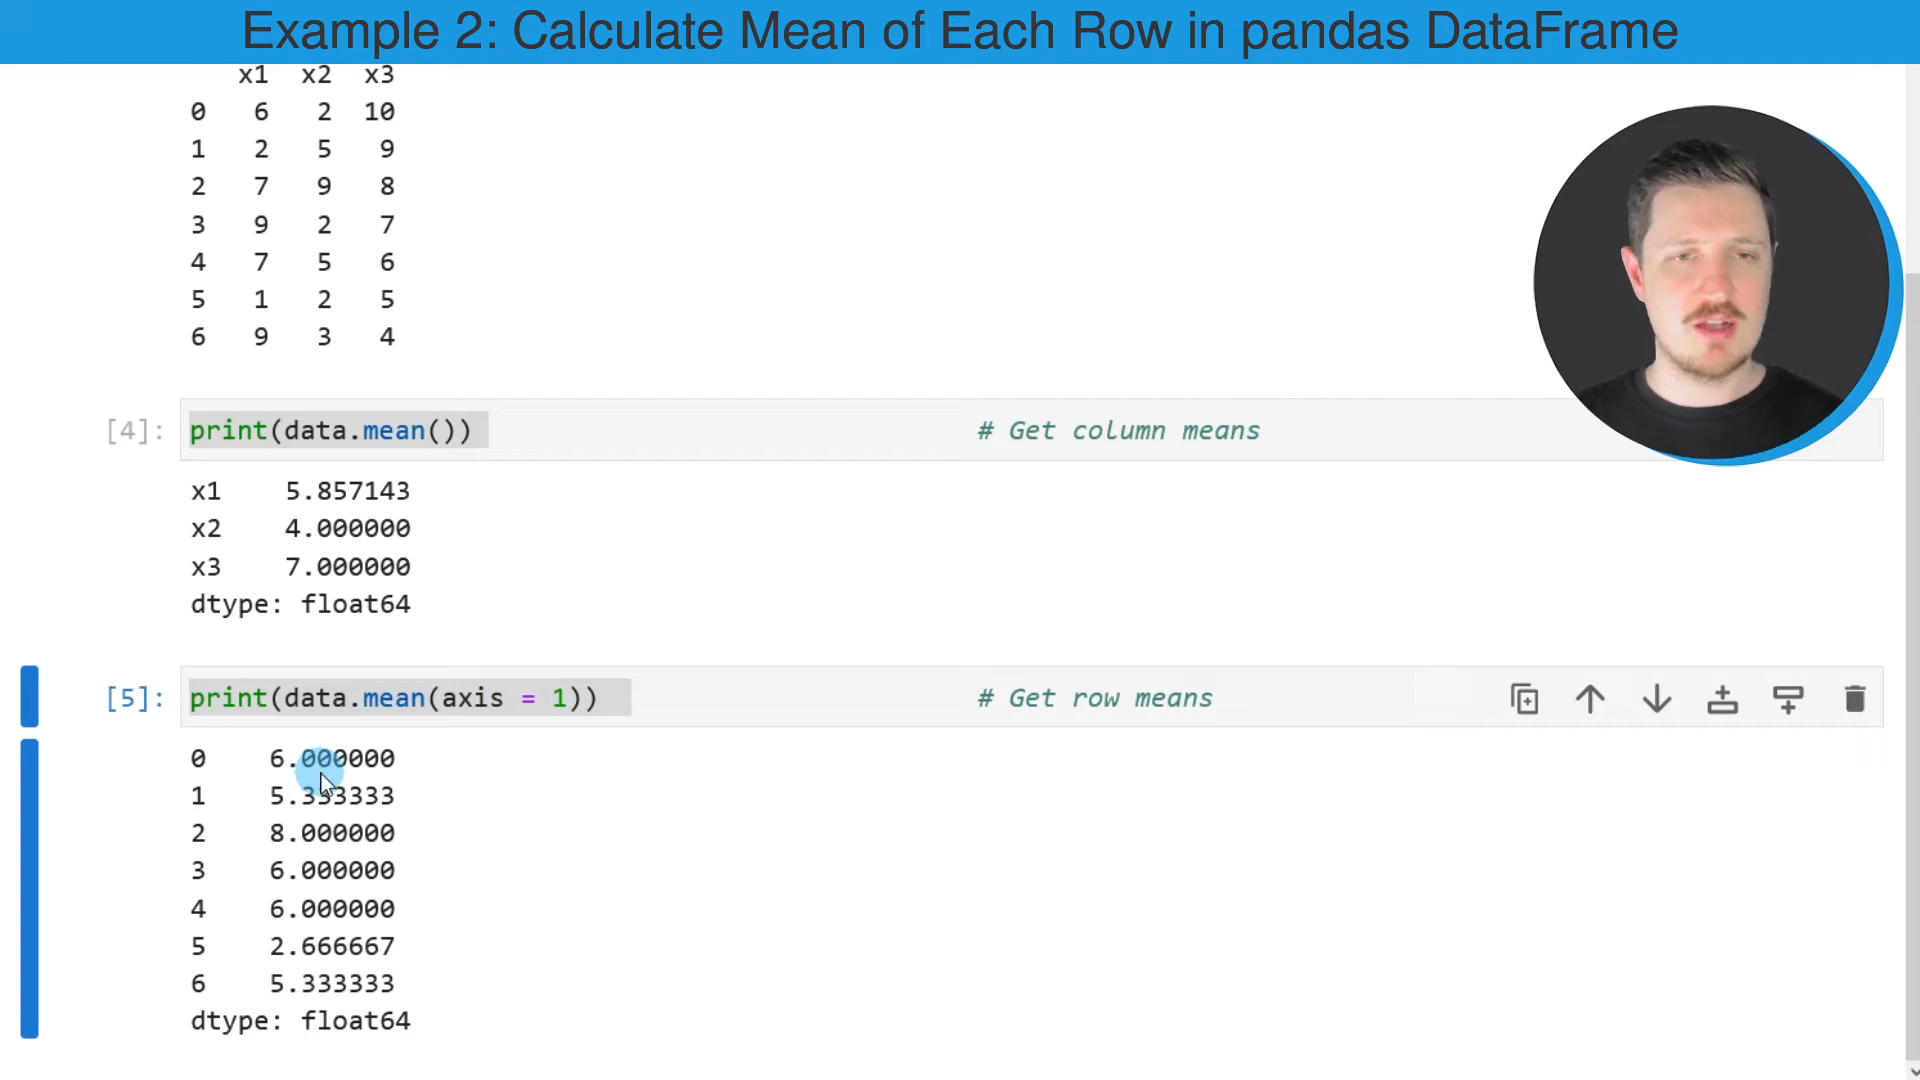 Example 2: Calculate Mean of Each Row in pandas DataFrame
x1 x2 x3
0 6 2 10
1 2 5 9
2 7 9 8
3 9 2 7
4 7 5 6
5 1 2 5
6 9 3 4
[4]: print(data.mean()) # Get column means
x1 5.857143
x2 4.000000
x3 7.000000
dtype: float64
[5]: print(data.mean(axis = 1)) # Get row means
0 6.000000
1 5.333333
2 8.000000
3 6.000000
4 6.000000
5 2.666667
6 5.333333
dtype: float64